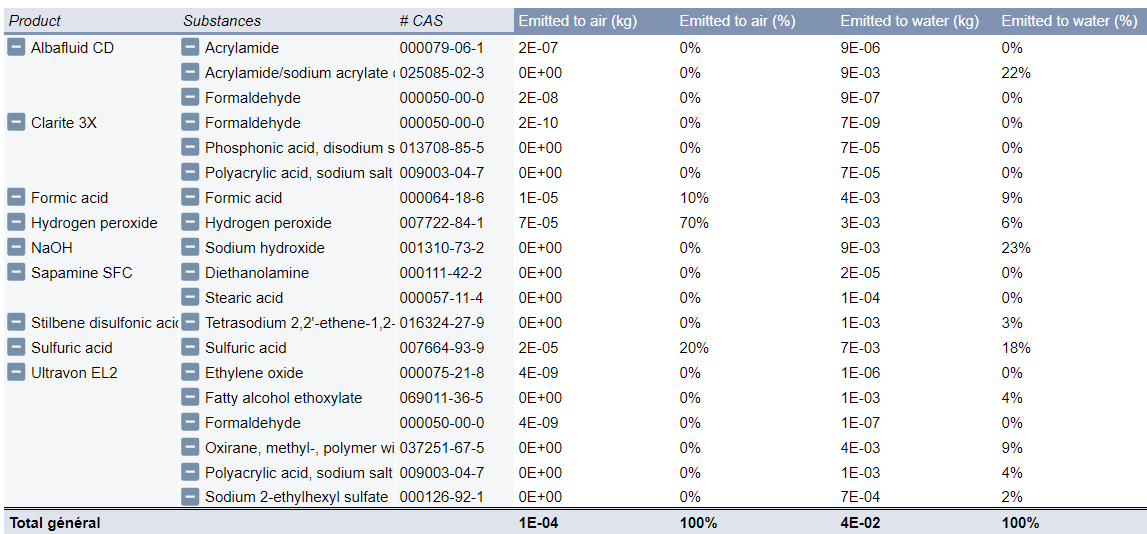 Product Substances # CAS Emitted to air (kg) Emitted to air (%) Emitted to water (kg) Emitted to water (%)
Albafluid CD Acrylamide 000079-06-1 2E-07 0% 9E-06 0%
Acrylamide/sodium acrylate c 025085-02-3 0E+00 0% 9E-03 22%
Formaldehyde 000050-00-0 2E-08 0% 9E-07 0%
Clarite 3X Formaldehyde 000050-00-0 2E-10 0% 7E-09 0%
Phosphonic acid, disodium s 013708-85-5 0E+00 0% 7E-05 0%
Polyacrylic acid, sodium salt 009003-04-7 0E+00 0% 7E-05 0%
Formic acid Formic acid 000064-18-6 1E-05 10% 4E-03 9%
Hydrogen peroxide Hydrogen peroxide 007722-84-1 7E-05 70% 3E-03 6%
NaOH Sodium hydroxide 001310-73-2 0E+00 0% 9E-03 23%
Sapamine SFC Diethanolamine 000111-42-2 0E+00 0% 2E-05 0%
Stearic acid 000057-11-4 0E+00 0% 1E-04 0%
Stilbene disulfonic acid Tetrasodium 2,2'-ethene-1,2- 016324-27-9 0E+00 0% 1E-03 3%
Sulfuric acid Sulfuric acid 007664-93-9 2E-05 20% 7E-03 18%
Ultravon EL2 Ethylene oxide 000075-21-8 4E-09 0% 1E-06 0%
Fatty alcohol ethoxylate 069011-36-5 0E+00 0% 1E-03 4%
Formaldehyde 000050-00-0 4E-09 0% 1E-07 0%
Oxirane, methyl-, polymer wi 037251-67-5 0E+00 0% 4E-03 9%
Polyacrylic acid, sodium salt 009003-04-7 0E+00 0% 1E-03 4%
Sodium 2-ethylhexyl sulfate 000126-92-1 0E+00 0% 7E-04 2%
Total général 1E-04 100% 4E-02 100%